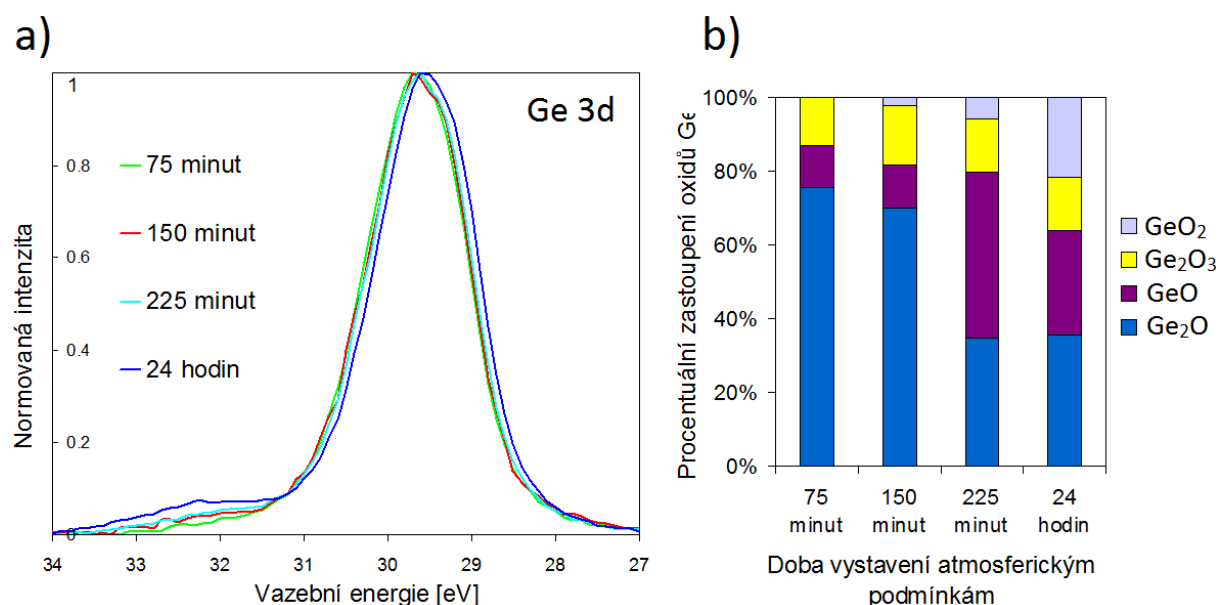 a)
Normovaná intenzita
1
0.8
0.6
0.4
0.2
0
Ge 3d
75 minut
150 minut
225 minut
24 hodin
34 33 32 31 30 29 28 27
Vazební energie [eV]
b)
Procentuální zastoupení oxidů Ge
100%
80%
60%
40%
20%
0%
75 150 225 24
minut minut minut hodin
Doba vystavení atmosferickým
podmínkám
GeO₂
Ge₂O₃
GeO
Ge₂O